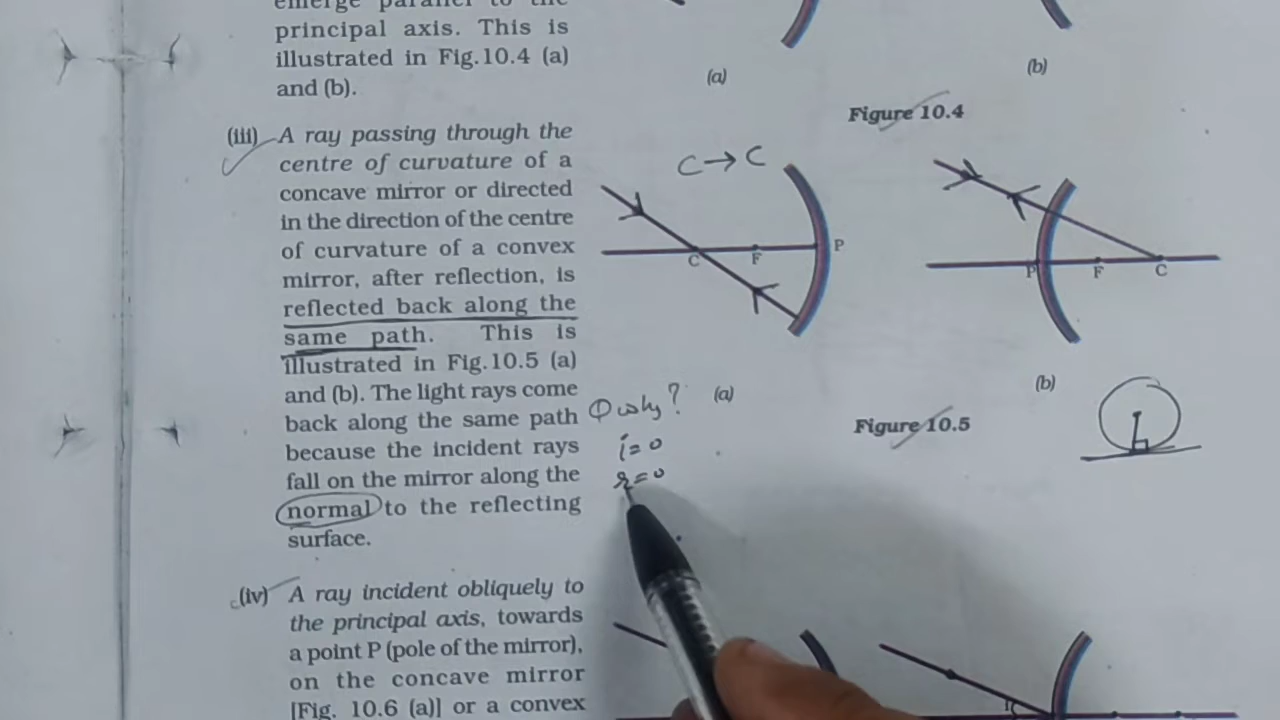 emerge parallel to the
principal axis. This is
illustrated in Fig.10.4 (a)
and (b).
(a)
(b)
Figure 10.4
(iii) A ray passing through the
centre of curvature of a
concave mirror or directed
in the direction of the centre
of curvature of a convex
mirror, after reflection, is
reflected back along the
same path. This is
illustrated in Fig.10.5 (a)
and (b). The light rays come
back along the same path
because the incident rays
fall on the mirror along the
normal to the reflecting
surface.
C → C
C F P
P F C
Q why?
i=0
r=0
(a)
(b)
Figure 10.5
(iv) A ray incident obliquely to
the principal axis, towards
a point P (pole of the mirror),
on the concave mirror
[Fig. 10.6 (a)] or a convex